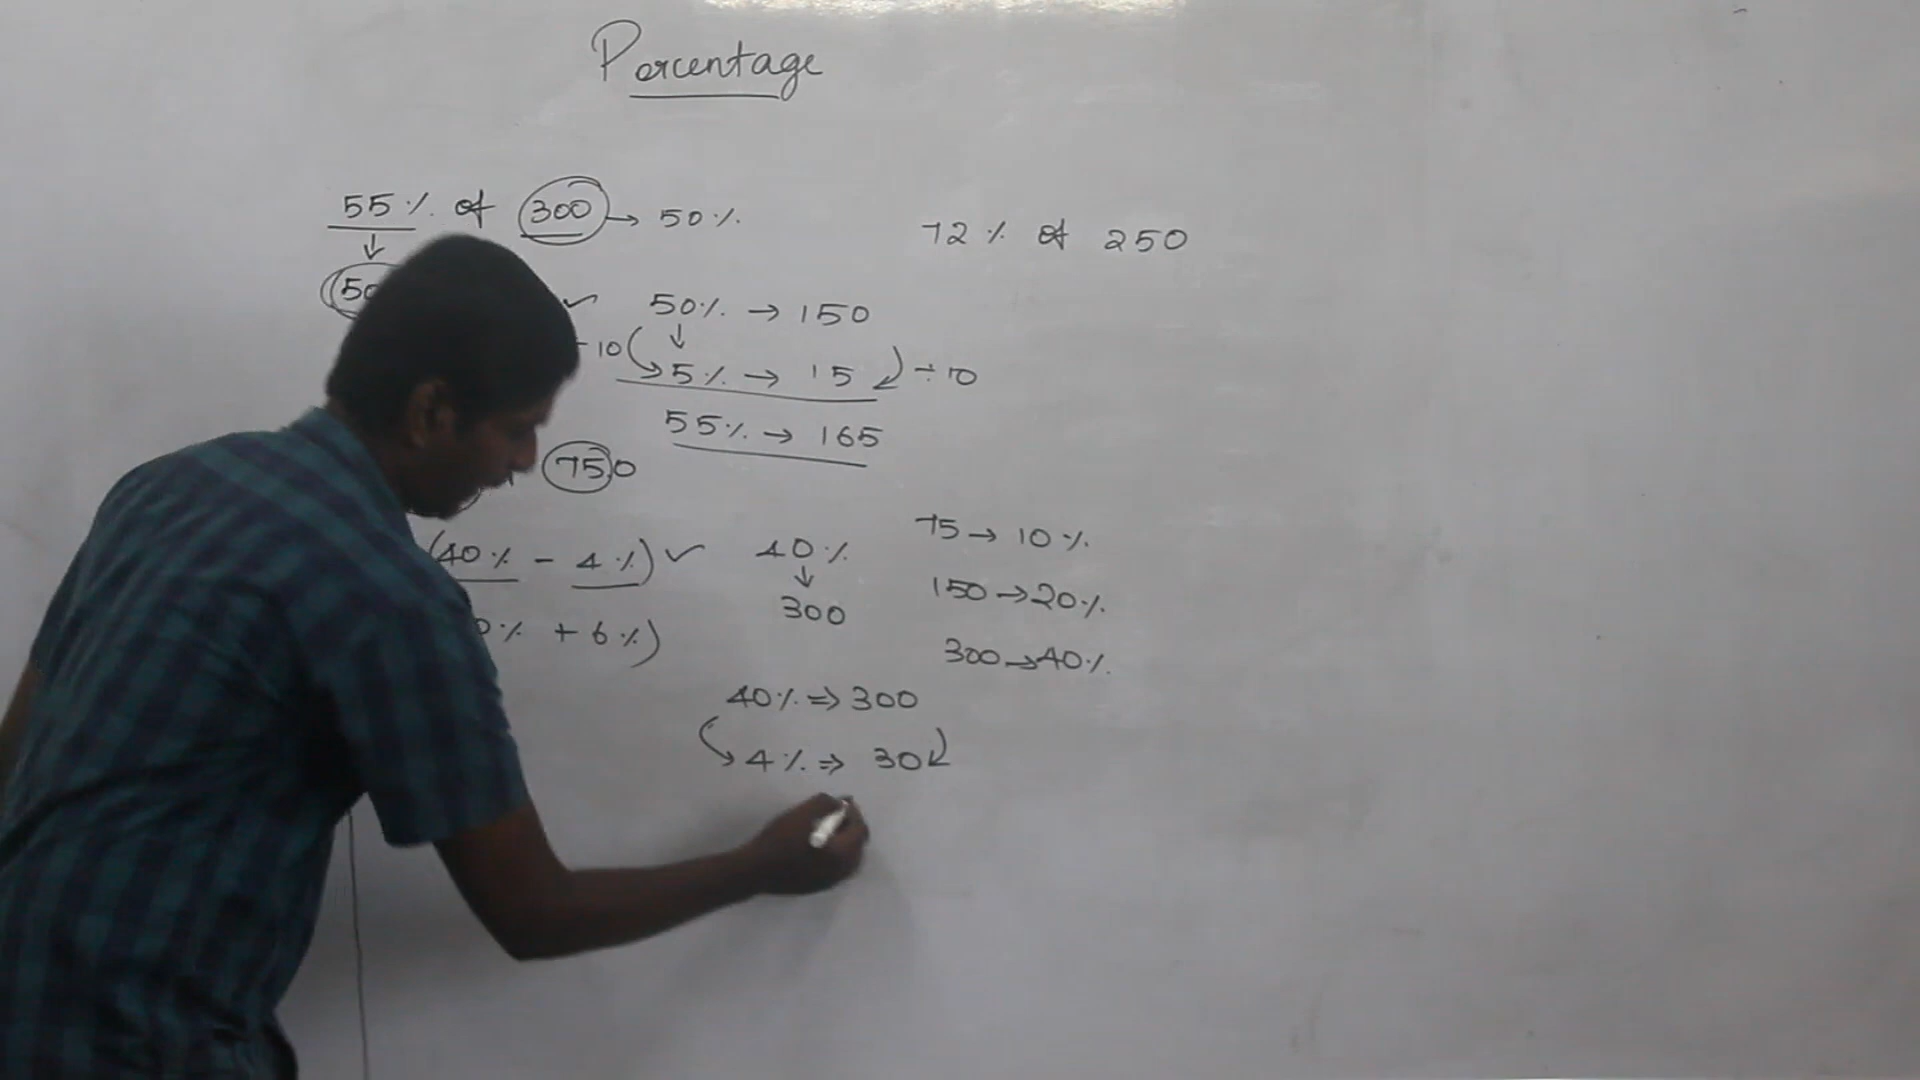 Percentage
55% of 300 → 50%
72% of 250
50% → 150
10 5% → 15 ÷10
55% → 165
750
(40% - 4%) ✓ 40%
↓
300
75 → 10%
150 → 20%
300 → 40%
% + 6%)
40% ⇒ 300
4% ⇒ 30